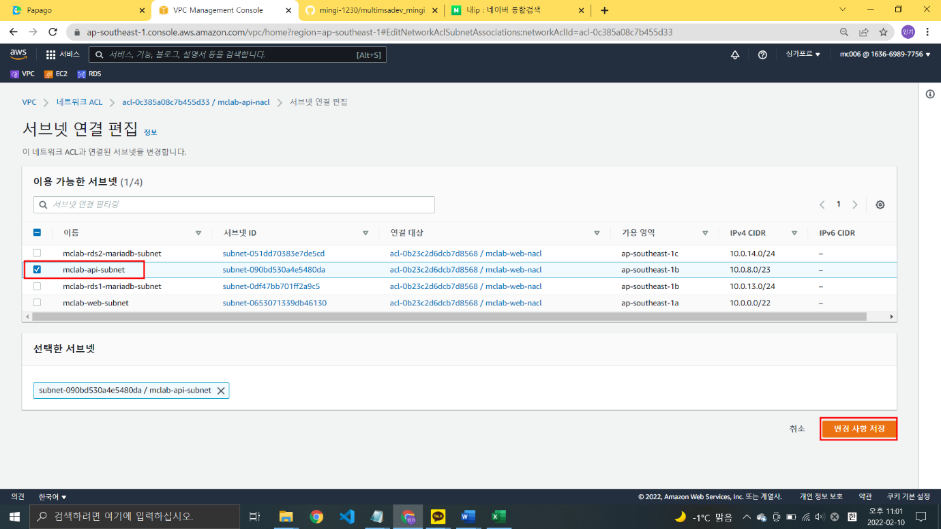 Papago
VPC Management Console
mingi-1230/multimsadev_mingi
내ip : 네이버 통합검색
ap-southeast-1.console.aws.amazon.com/vpc/home?region=ap-southeast-1#EditNetworkAclSubnetAssociations:networkAclId=acl-0c385a08c7b455d33
민기
aws
서비스
서비스, 기능, 블로그, 설명서 등을 검색합니다.
[Alt+S]
싱가포르
mc006 @ 1636-6989-7756
VPC
EC2
RDS
VPC
네트워크 ACL
acl-0c385a08c7b455d33 / mclab-api-nacl
서브넷 연결 편집
서브넷 연결 편집 정보
이 네트워크 ACL과 연결된 서브넷을 변경합니다.
이용 가능한 서브넷 (1/4)
서브넷 연결 필터링
1
이름 서브넷 ID 연결 대상 가용 영역 IPv4 CIDR IPv6 CIDR
mclab-rds2-mariadb-subnet subnet-051dd70383e7de5cd acl-0b23c2d6dcb7d8568 / mclab-web-nacl ap-southeast-1c 10.0.14.0/24 –
mclab-api-subnet subnet-090bd530a4e5480da acl-0b23c2d6dcb7d8568 / mclab-web-nacl ap-southeast-1b 10.0.8.0/23 –
mclab-rds1-mariadb-subnet subnet-0df47bb701ff2a9c5 acl-0b23c2d6dcb7d8568 / mclab-web-nacl ap-southeast-1b 10.0.13.0/24 –
mclab-web-subnet subnet-0653071339db46130 acl-0b23c2d6dcb7d8568 / mclab-web-nacl ap-southeast-1a 10.0.0.0/22 –
선택한 서브넷
subnet-090bd530a4e5480da / mclab-api-subnet
취소
변경 사항 저장
의견
한국어
© 2022, Amazon Web Services, Inc. 또는 계열사.
개인 정보 보호
약관
쿠키 기본 설정
검색하려면 여기에 입력하십시오.
-1°C 맑음
오후 11:01
2022-02-10